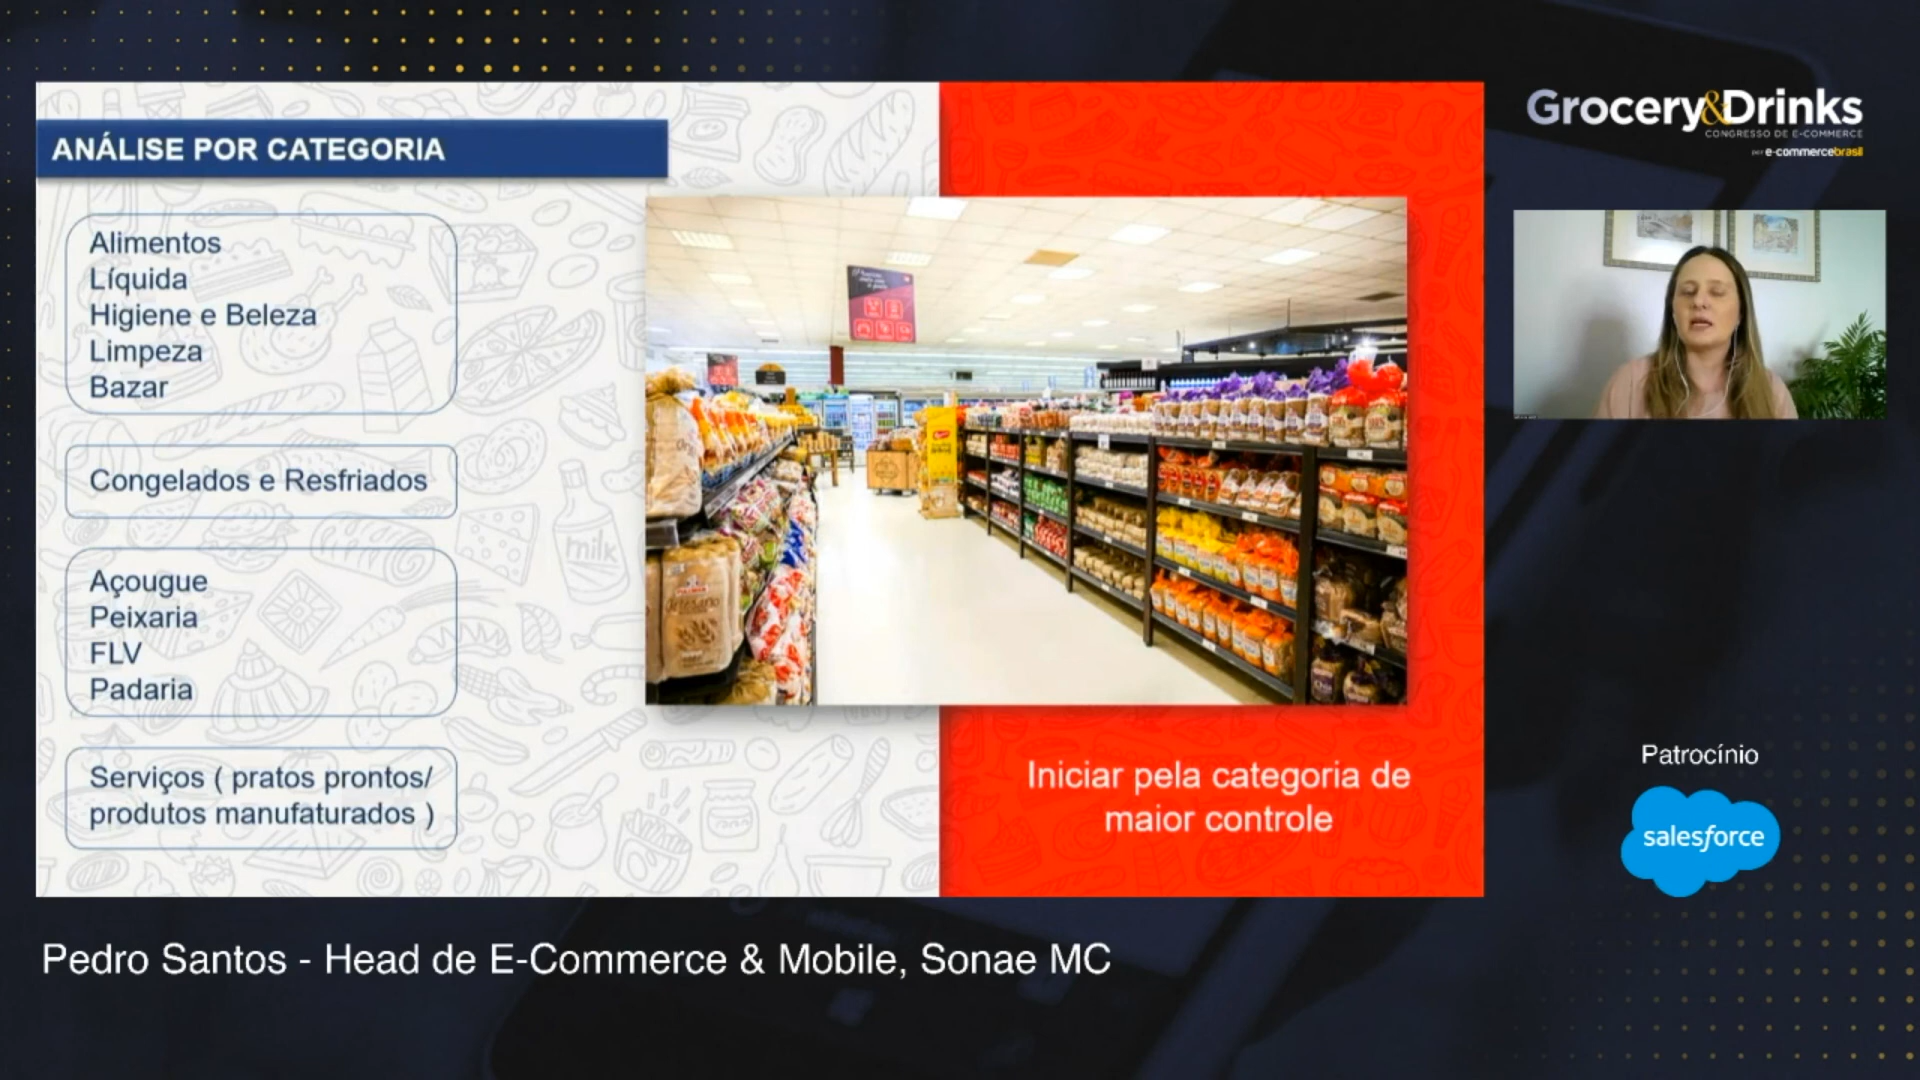 Grocery&Drinks
CONGRESSO DE E-COMMERCE
por e-commercebrasil
ANÁLISE POR CATEGORIA
Alimentos
Líquida
Higiene e Beleza
Limpeza
Bazar
Congelados e Resfriados
Açougue
Peixaria
FLV
Padaria
Serviços ( pratos prontos/
produtos manufaturados )
milk
Iniciar pela categoria de
maior controle
Patrocínio
salesforce
Pedro Santos - Head de E-Commerce & Mobile, Sonae MC